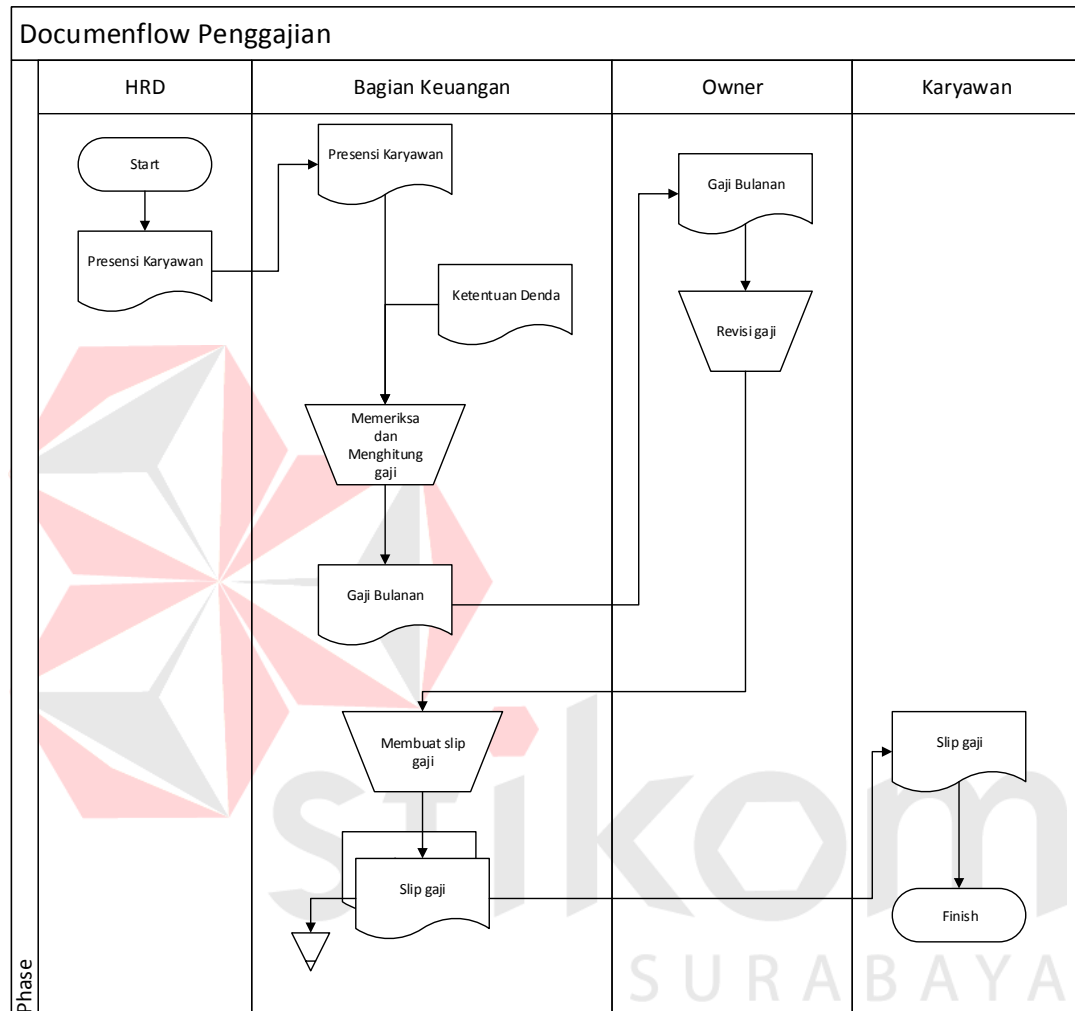 Documenflow Penggajian
HRD
Bagian Keuangan
Owner
Karyawan
Start
Presensi Karyawan
Presensi Karyawan
Ketentuan Denda
Memeriksa
dan
Menghitung
gaji
Gaji Bulanan
Gaji Bulanan
Revisi gaji
Membuat slip
gaji
Slip gaji
Slip gaji
Finish
Phase
stikom
SURABAYA